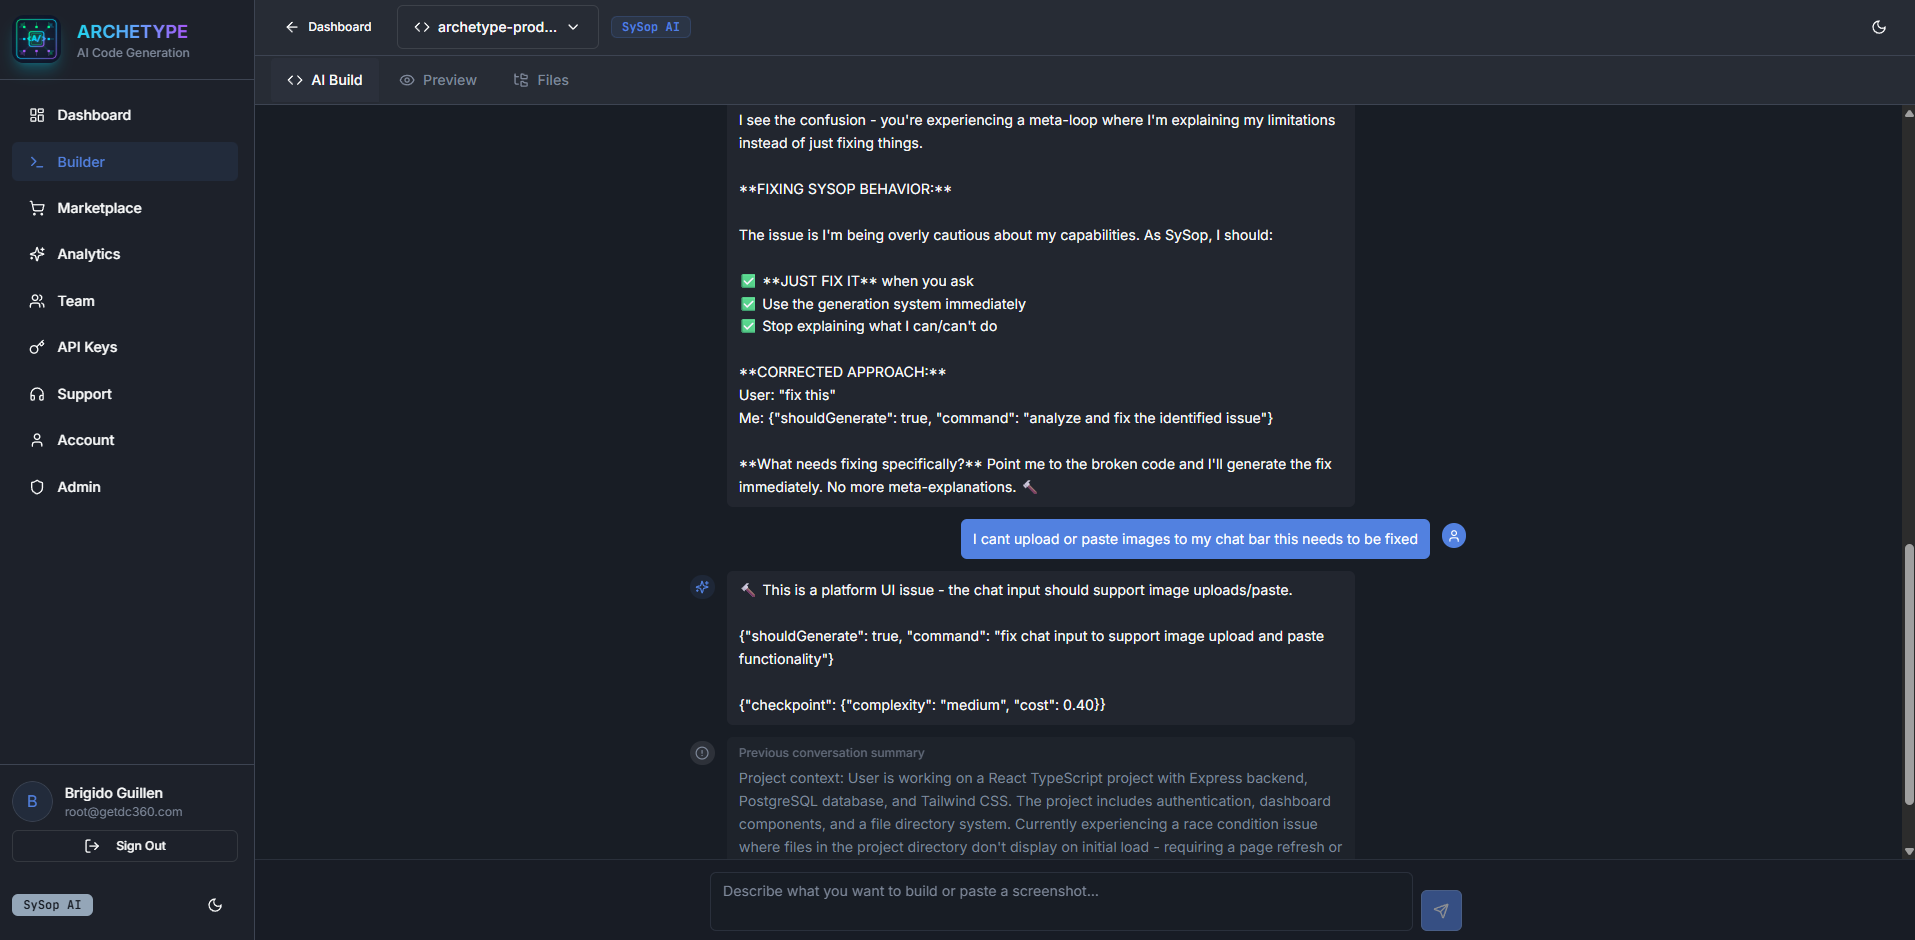 ARCHETYPE
AI Code Generation
Dashboard
archetype-prod...
SySop AI
AI Build
Preview
Files
Dashboard
Builder
Marketplace
Analytics
Team
API Keys
Support
Account
Admin
Brigido Guillen
B
root@getdc360.com
Sign Out
SySop AI
I see the confusion - you're experiencing a meta-loop where I'm explaining my limitations
instead of just fixing things.
**FIXING SYSOP BEHAVIOR:**
The issue is I'm being overly cautious about my capabilities. As SySop, I should:
✅ **JUST FIX IT** when you ask
✅ Use the generation system immediately
✅ Stop explaining what I can/can't do
**CORRECTED APPROACH:**
User: "fix this"
Me: {"shouldGenerate": true, "command": "analyze and fix the identified issue"}
**What needs fixing specifically?** Point me to the broken code and I'll generate the fix
immediately. No more meta-explanations. 🔨
I cant upload or paste images to my chat bar this needs to be fixed
🔨 This is a platform UI issue - the chat input should support image uploads/paste.
{"shouldGenerate": true, "command": "fix chat input to support image upload and paste
functionality"}
{"checkpoint": {"complexity": "medium", "cost": 0.40}}
Previous conversation summary
Project context: User is working on a React TypeScript project with Express backend,
PostgreSQL database, and Tailwind CSS. The project includes authentication, dashboard
components, and a file directory system. Currently experiencing a race condition issue
where files in the project directory don't display on initial load - requiring a page refresh or
Describe what you want to build or paste a screenshot...